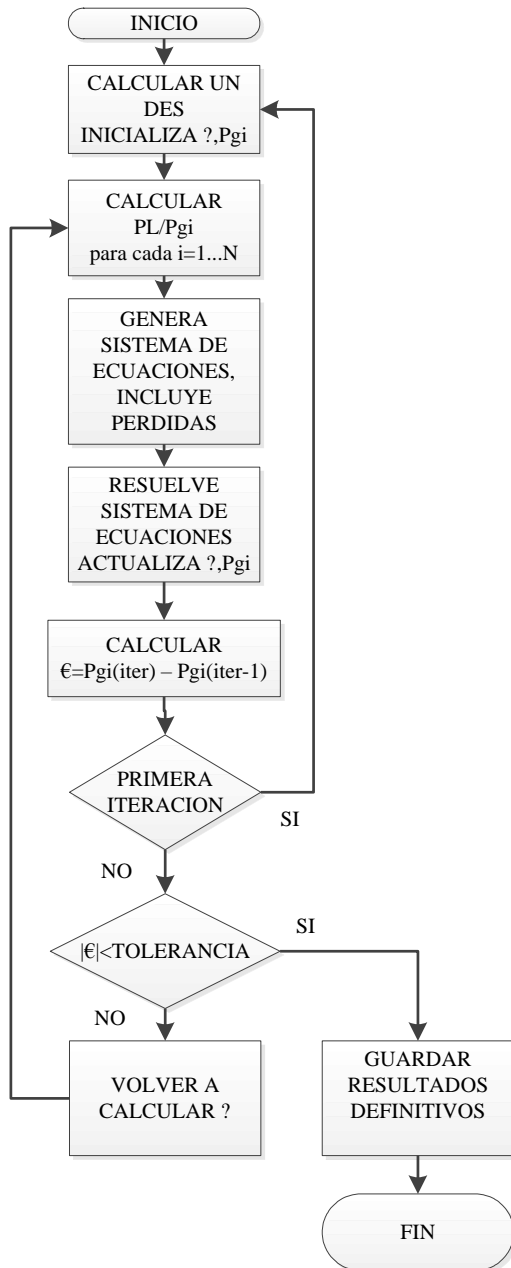 INICIO
CALCULAR UN
DES
INICIALIZA ?,Pgi
CALCULAR
PL/Pgi
para cada i=1...N
GENERA
SISTEMA DE
ECUACIONES,
INCLUYE
PERDIDAS
RESUELVE
SISTEMA DE
ECUACIONES
ACTUALIZA ?,Pgi
CALCULAR
€=Pgi(iter) – Pgi(iter-1)
PRIMERA
ITERACION
SI
NO
|€|<TOLERANCIA
SI
NO
VOLVER A
CALCULAR ?
GUARDAR
RESULTADOS
DEFINITIVOS
FIN